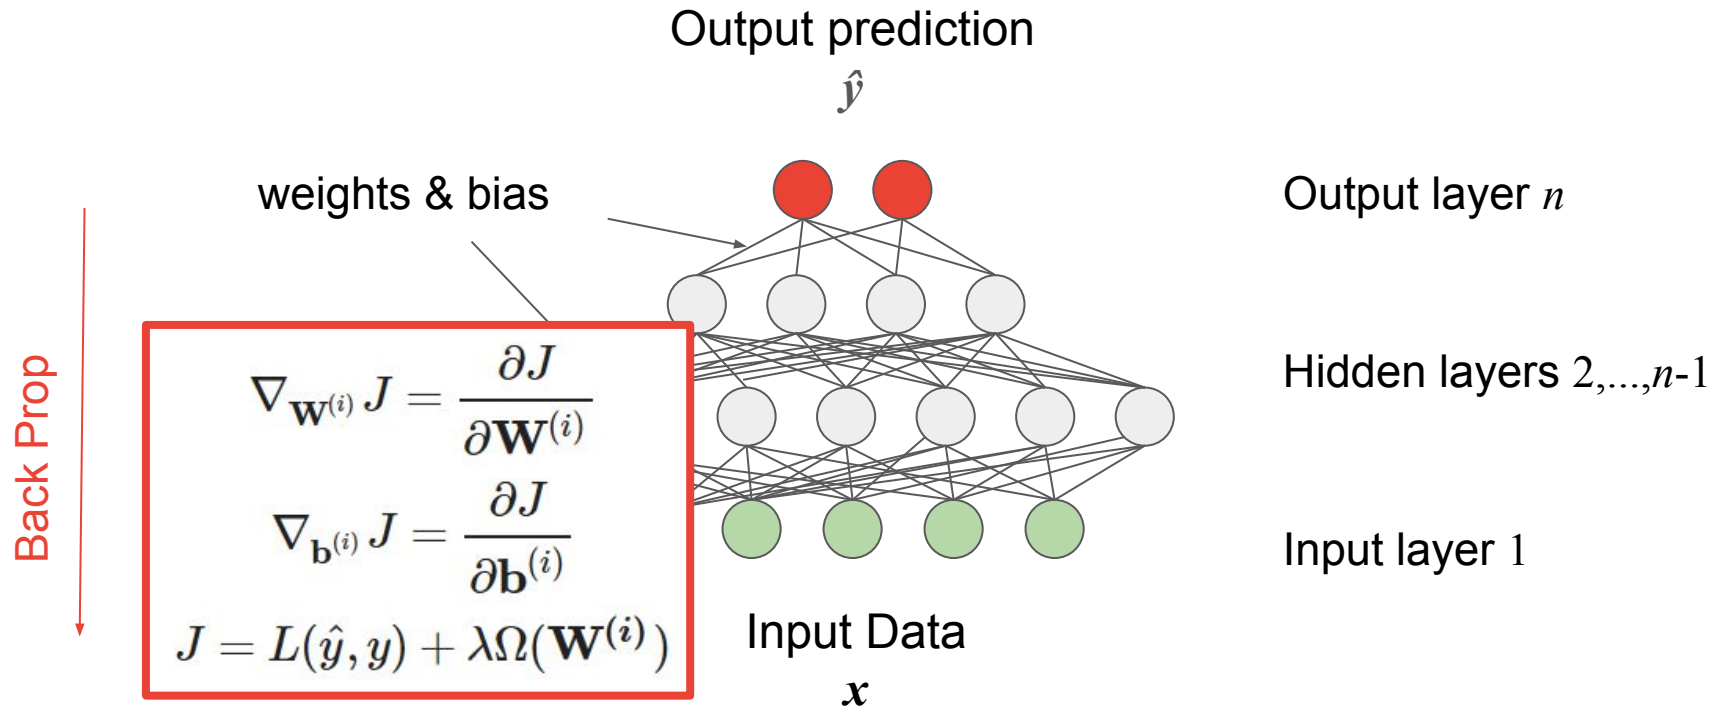 Output prediction
ŷ
weights & bias
Output layer n
Back Prop
∇_{W^{(i)}} J = ∂J / ∂W^{(i)}
Hidden layers 2,...,n-1
∇_{b^{(i)}} J = ∂J / ∂b^{(i)}
Input layer 1
J = L(ŷ, y) + λΩ(W^{(i)})
Input Data
x